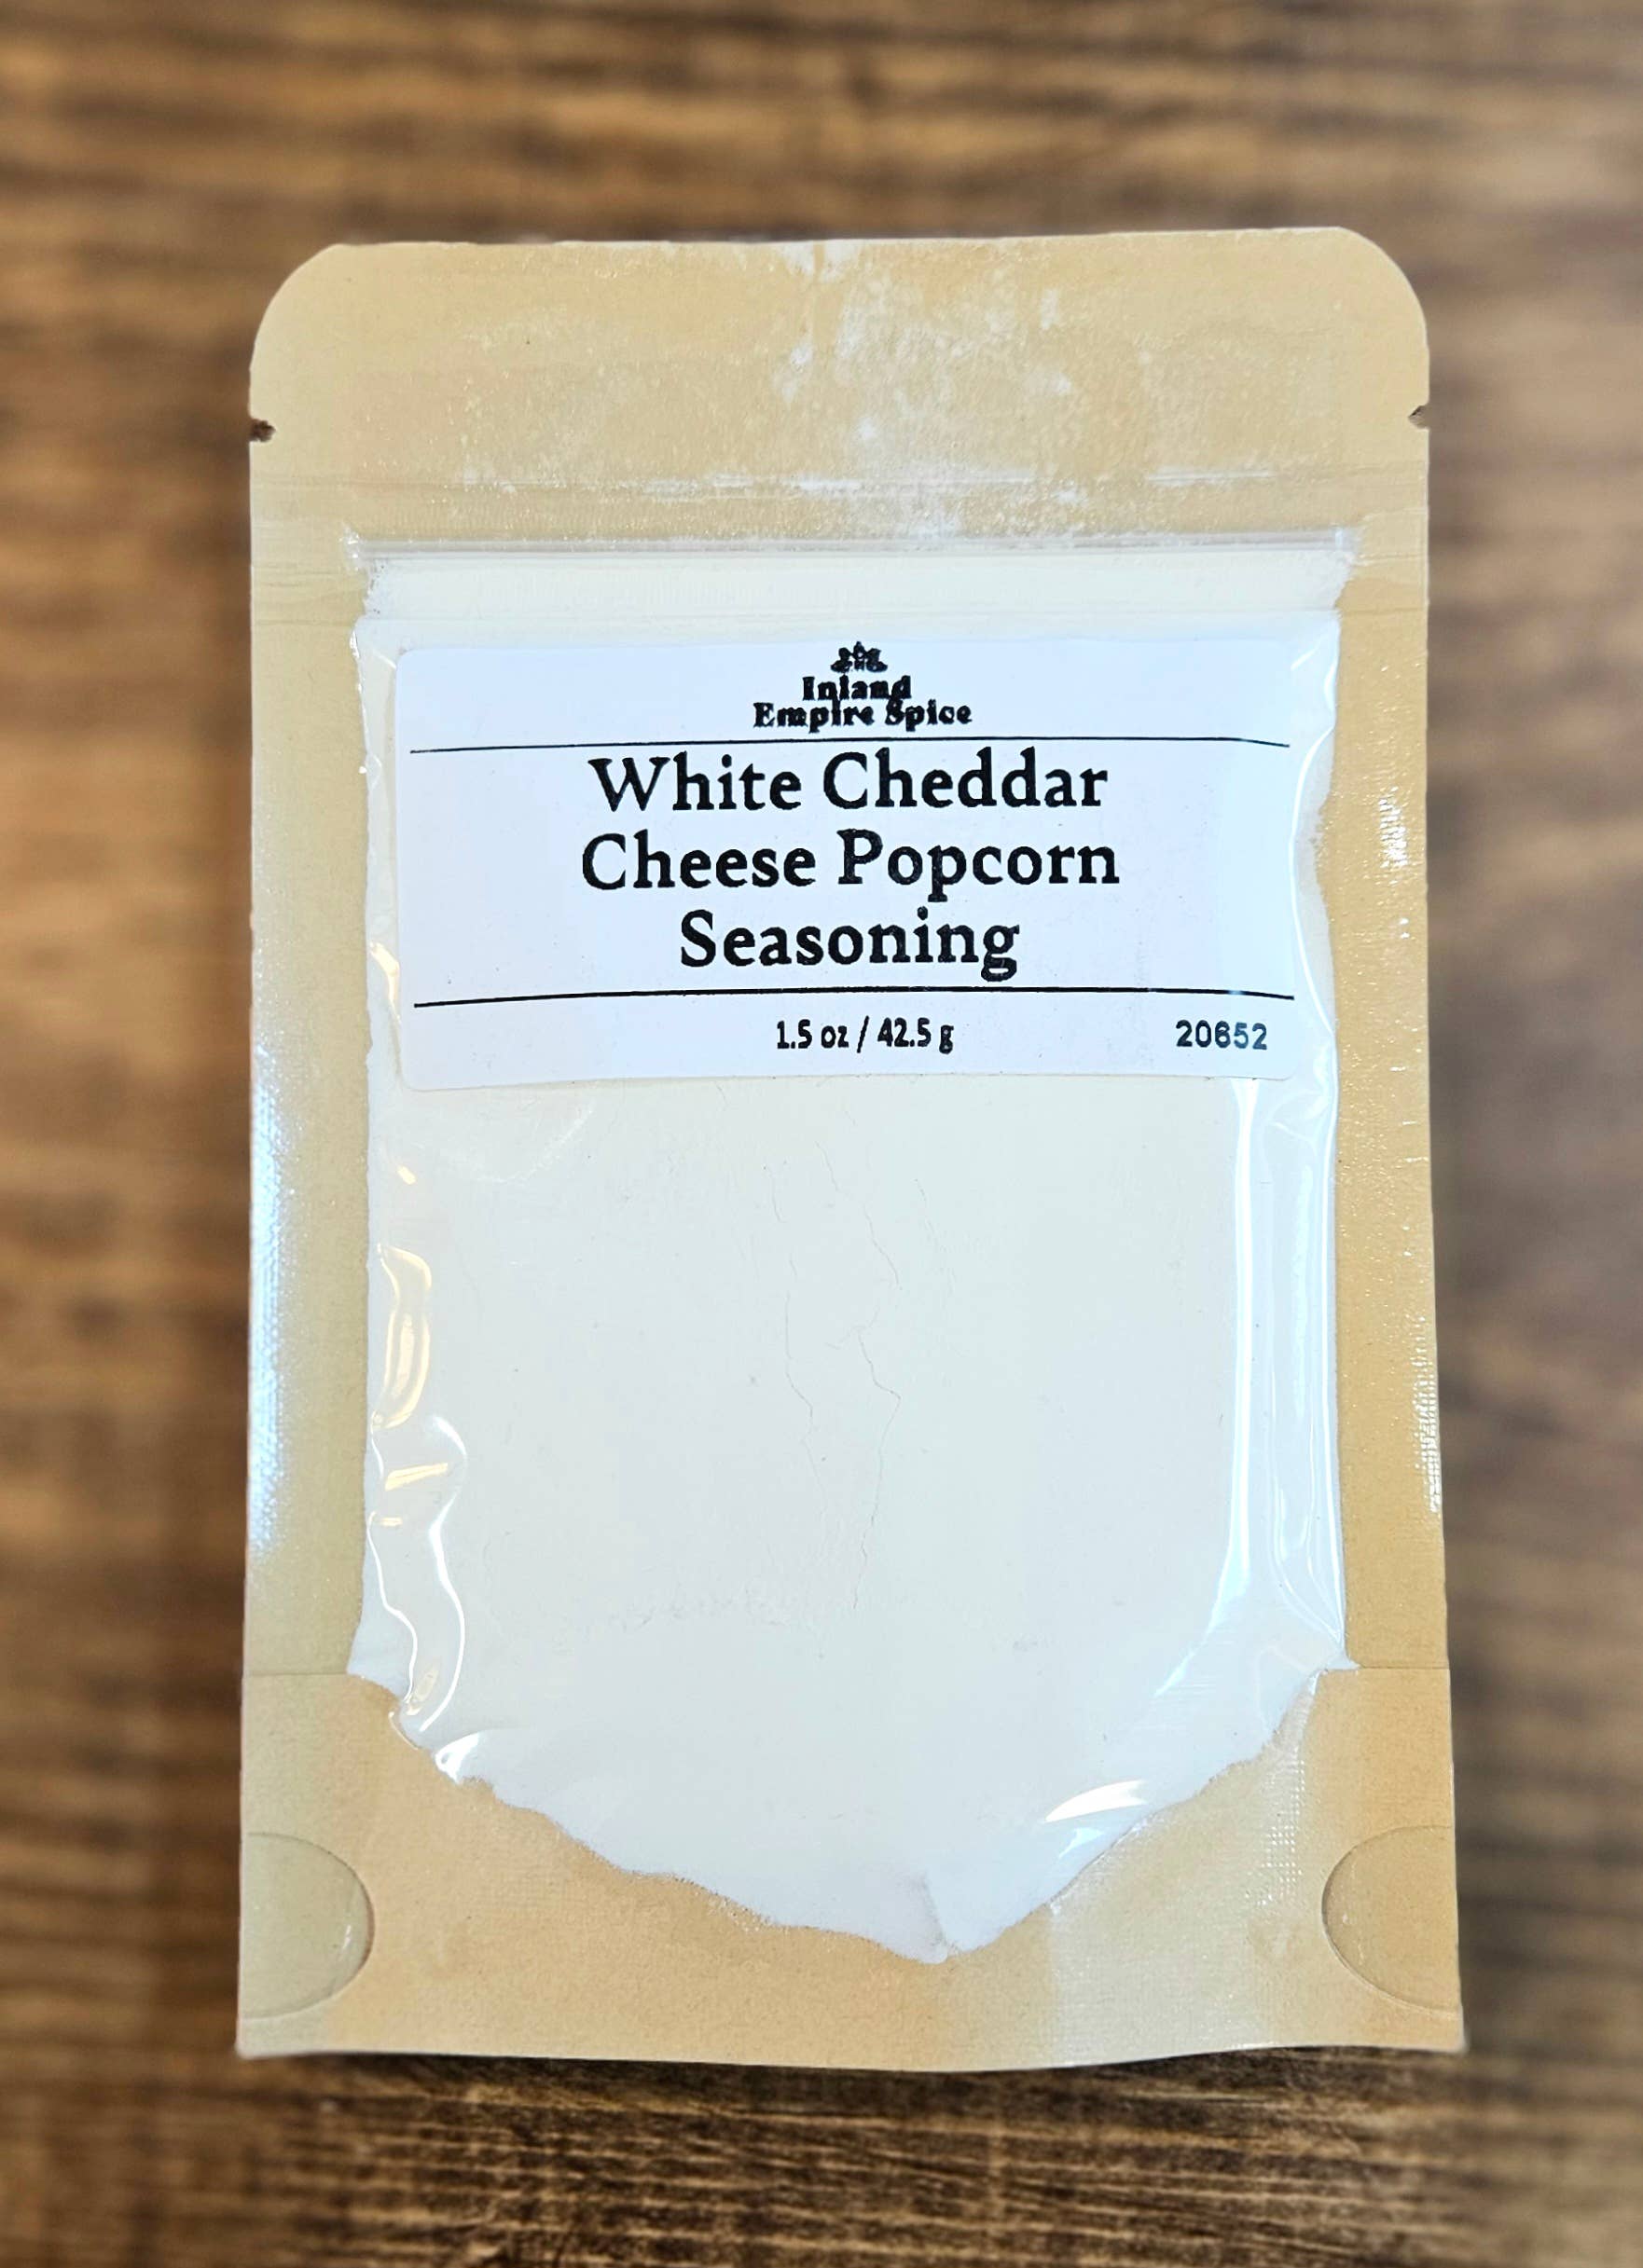 Inland
Empire Spice
White Cheddar
Cheese Popcorn
Seasoning
1.5 oz / 42.5 g 20652